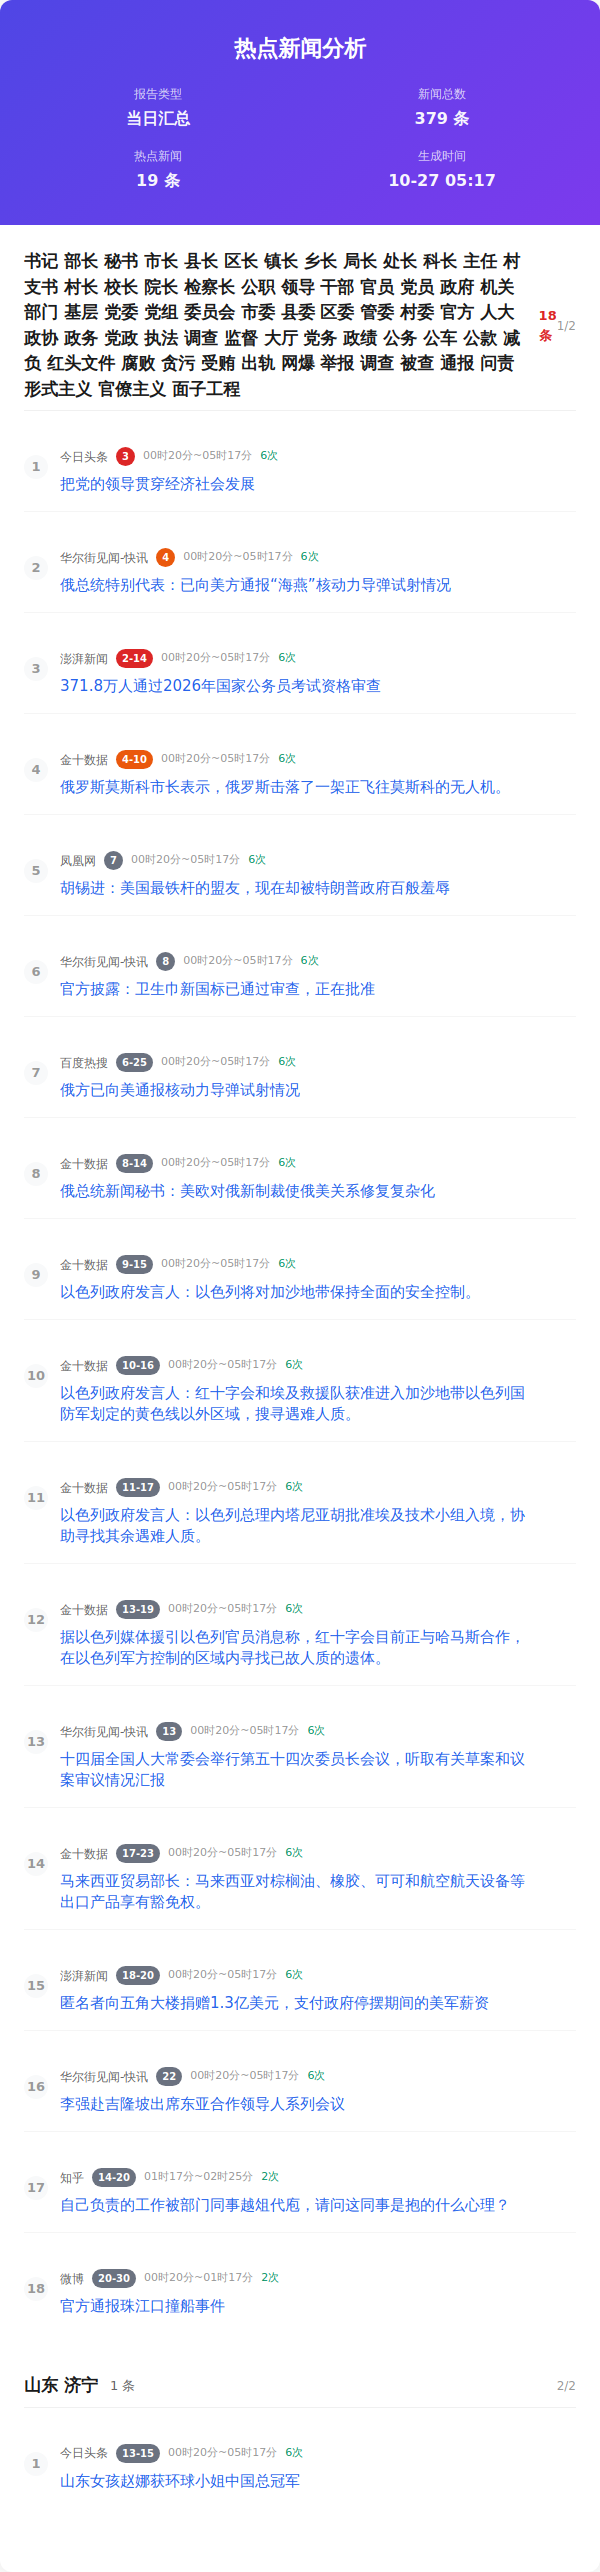 热点新闻分析
报告类型
当日汇总
新闻总数
379 条
热点新闻
19 条
生成时间
10-27 05:17
书记 部长 秘书 市长 县长 区长 镇长 乡长 局长 处长 科长 主任 村
支书 村长 校长 院长 检察长 公职 领导 干部 官员 党员 政府 机关
部门 基层 党委 党组 委员会 市委 县委 区委 管委 村委 官方 人大
政协 政务 党政 执法 调查 监督 大厅 党务 政绩 公务 公车 公款 减
负 红头文件 腐败 贪污 受贿 出轨 网爆 举报 调查 被查 通报 问责
形式主义 官僚主义 面子工程
18
条
1/2
1
今日头条 3 00时20分~05时17分 6次
把党的领导贯穿经济社会发展
2
华尔街见闻-快讯 4 00时20分~05时17分 6次
俄总统特别代表：已向美方通报“海燕”核动力导弹试射情况
3
澎湃新闻 2-14 00时20分~05时17分 6次
371.8万人通过2026年国家公务员考试资格审查
4
金十数据 4-10 00时20分~05时17分 6次
俄罗斯莫斯科市长表示，俄罗斯击落了一架正飞往莫斯科的无人机。
5
凤凰网 7 00时20分~05时17分 6次
胡锡进：美国最铁杆的盟友，现在却被特朗普政府百般羞辱
6
华尔街见闻-快讯 8 00时20分~05时17分 6次
官方披露：卫生巾新国标已通过审查，正在批准
7
百度热搜 6-25 00时20分~05时17分 6次
俄方已向美通报核动力导弹试射情况
8
金十数据 8-14 00时20分~05时17分 6次
俄总统新闻秘书：美欧对俄新制裁使俄美关系修复复杂化
9
金十数据 9-15 00时20分~05时17分 6次
以色列政府发言人：以色列将对加沙地带保持全面的安全控制。
10
金十数据 10-16 00时20分~05时17分 6次
以色列政府发言人：红十字会和埃及救援队获准进入加沙地带以色列国
防军划定的黄色线以外区域，搜寻遇难人质。
11
金十数据 11-17 00时20分~05时17分 6次
以色列政府发言人：以色列总理内塔尼亚胡批准埃及技术小组入境，协
助寻找其余遇难人质。
12
金十数据 13-19 00时20分~05时17分 6次
据以色列媒体援引以色列官员消息称，红十字会目前正与哈马斯合作，
在以色列军方控制的区域内寻找已故人质的遗体。
13
华尔街见闻-快讯 13 00时20分~05时17分 6次
十四届全国人大常委会举行第五十四次委员长会议，听取有关草案和议
案审议情况汇报
14
金十数据 17-23 00时20分~05时17分 6次
马来西亚贸易部长：马来西亚对棕榈油、橡胶、可可和航空航天设备等
出口产品享有豁免权。
15
澎湃新闻 18-20 00时20分~05时17分 6次
匿名者向五角大楼捐赠1.3亿美元，支付政府停摆期间的美军薪资
16
华尔街见闻-快讯 22 00时20分~05时17分 6次
李强赴吉隆坡出席东亚合作领导人系列会议
17
知乎 14-20 01时17分~02时25分 2次
自己负责的工作被部门同事越俎代庖，请问这同事是抱的什么心理？
18
微博 20-30 00时20分~01时17分 2次
官方通报珠江口撞船事件
山东 济宁 1 条 2/2
1
今日头条 13-15 00时20分~05时17分 6次
山东女孩赵娜获环球小姐中国总冠军